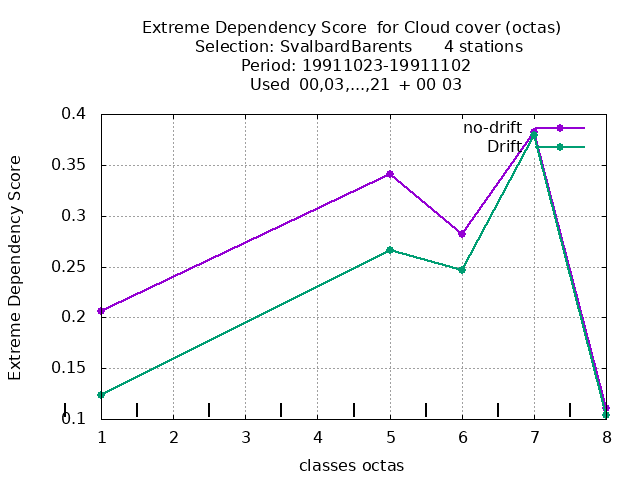 Extreme Dependency Score  for Cloud cover (octas)
Selection: SvalbardBarents      4 stations
Period: 19911023-19911102
Used  00,03,...,21  + 00 03
no-drift
Drift
Extreme Dependency Score
0.4
0.35
0.3
0.25
0.2
0.15
0.1
1 2 3 4 5 6 7 8
classes octas